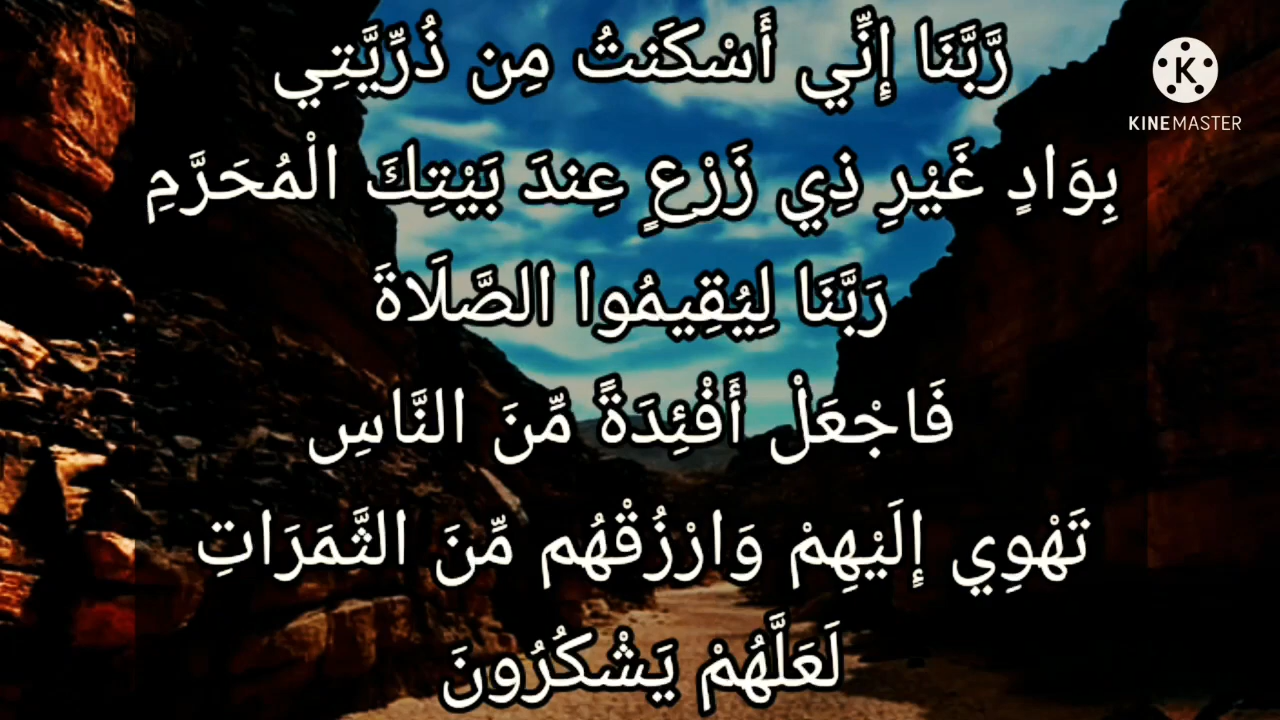 رَّبَّنَا إِنِّي أَسْكَنتُ مِن ذُرِّيَّتِي
بِوَادٍ غَيْرِ ذِي زَرْعٍ عِندَ بَيْتِكَ الْمُحَرَّمِ
رَبَّنَا لِيُقِيمُوا الصَّلَاةَ
فَاجْعَلْ أَفْئِدَةً مِّنَ النَّاسِ
تَهْوِي إِلَيْهِمْ وَارْزُقْهُم مِّنَ الثَّمَرَاتِ
لَعَلَّهُمْ يَشْكُرُونَ
K
KINEMASTER